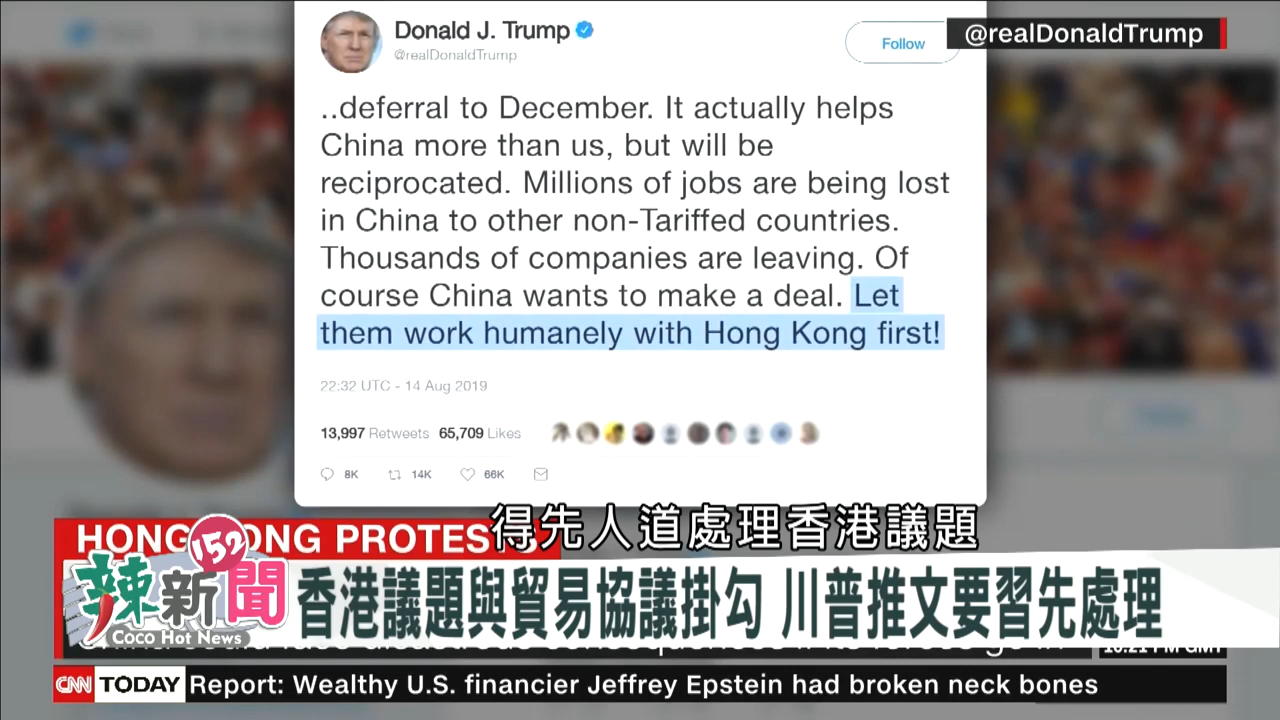 Donald J. Trump
@realDonaldTrump
Follow
@realDonaldTrump
..deferral to December. It actually helps
China more than us, but will be
reciprocated. Millions of jobs are being lost
in China to other non-Tariffed countries.
Thousands of companies are leaving. Of
course China wants to make a deal. Let
them work humanely with Hong Kong first!
22:32 UTC - 14 Aug 2019
13,997 Retweets 65,709 Likes
8K 14K 66K
得先人道處理香港議題
HONG KONG PROTESTS
152
辣新聞
Coco Hot News
香港議題與貿易協議掛勾 川普推文要習先處理
10:21 PM GMT
CNN TODAY Report: Wealthy U.S. financier Jeffrey Epstein had broken neck bones